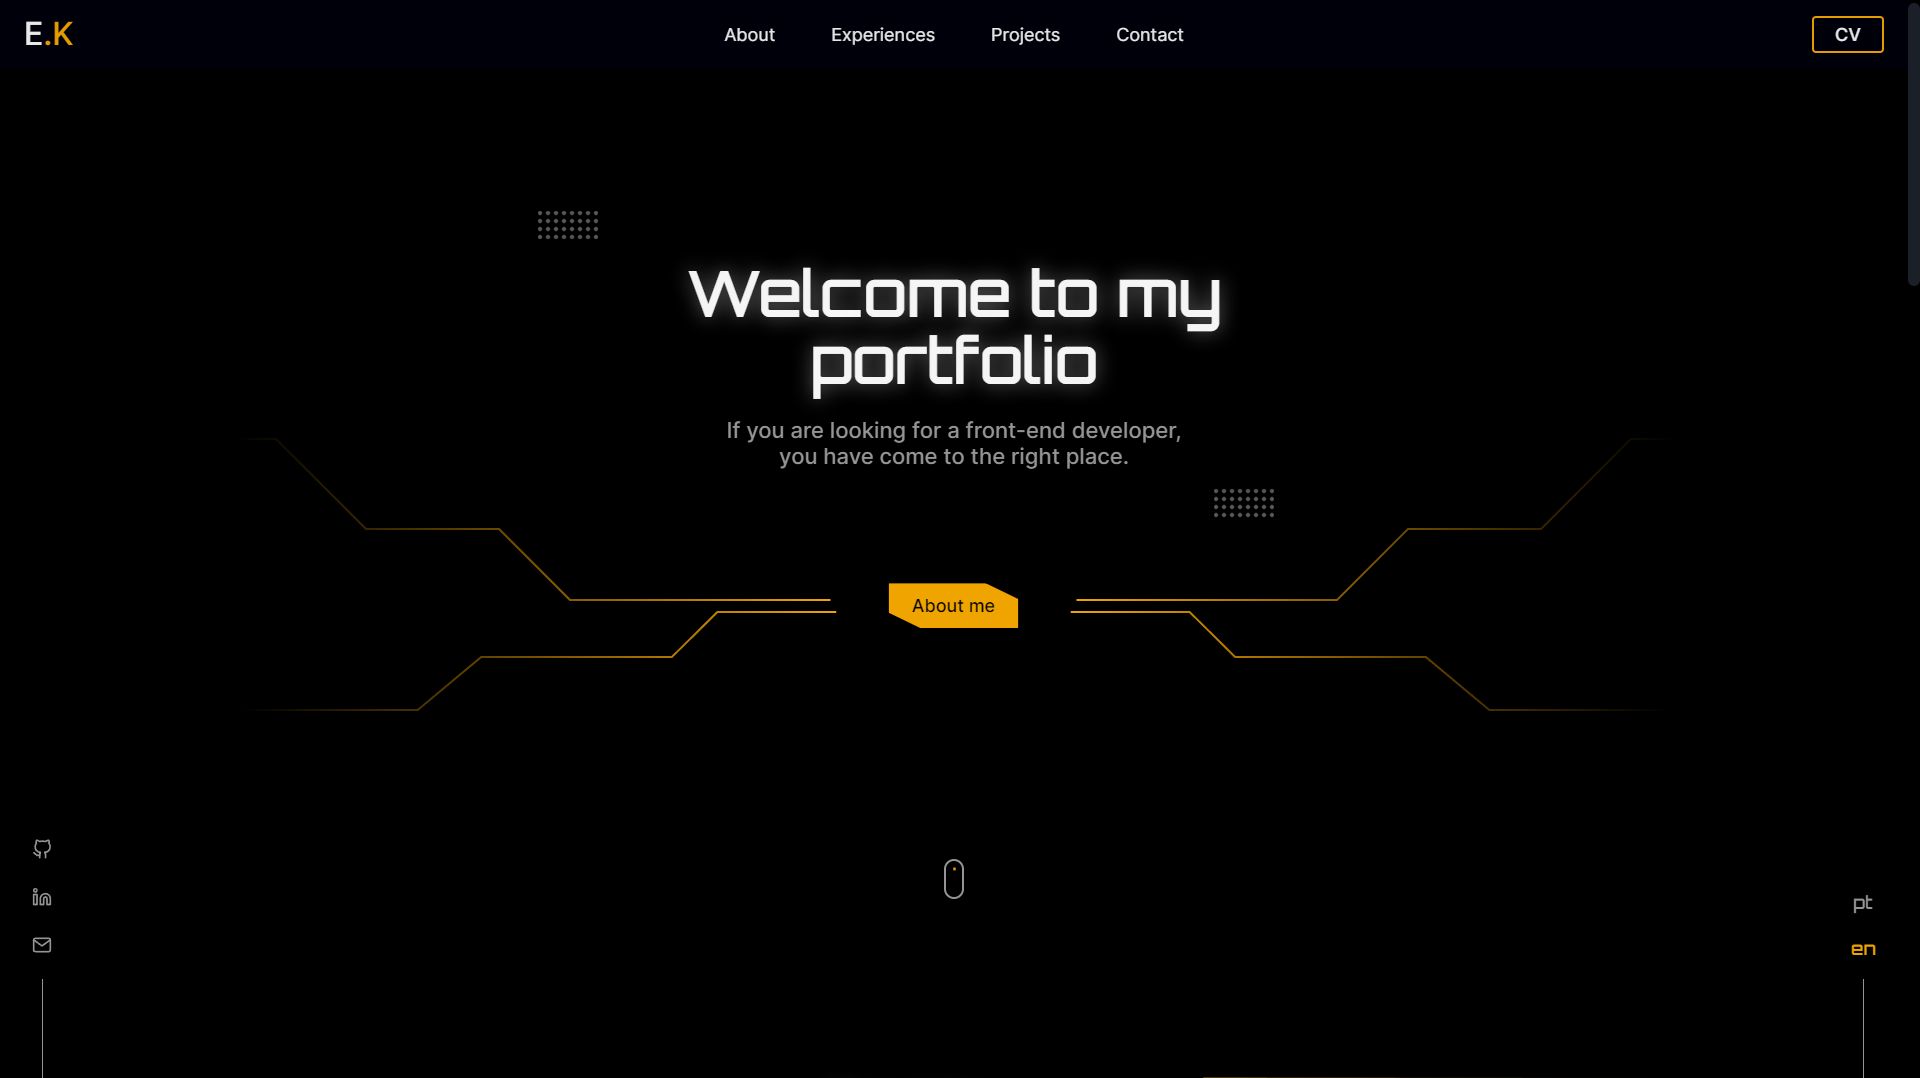 E.K
About
Experiences
Projects
Contact
CV
Welcome to my
portfolio
If you are looking for a front-end developer,
you have come to the right place.
About me
pt
en